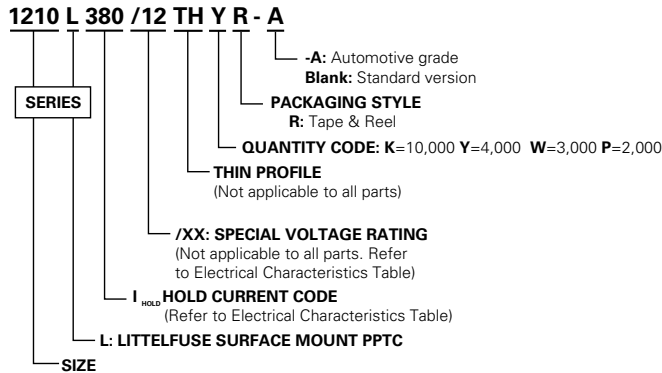 1210 L 380 /12 TH Y R - A
-A: Automotive grade
Blank: Standard version
SERIES
PACKAGING STYLE
R: Tape & Reel
QUANTITY CODE: K=10,000 Y=4,000 W=3,000 P=2,000
THIN PROFILE
(Not applicable to all parts)
/XX: SPECIAL VOLTAGE RATING
(Not applicable to all parts. Refer
to Electrical Characteristics Table)
I HOLD HOLD CURRENT CODE
(Refer to Electrical Characteristics Table)
L: LITTELFUSE SURFACE MOUNT PPTC
SIZE